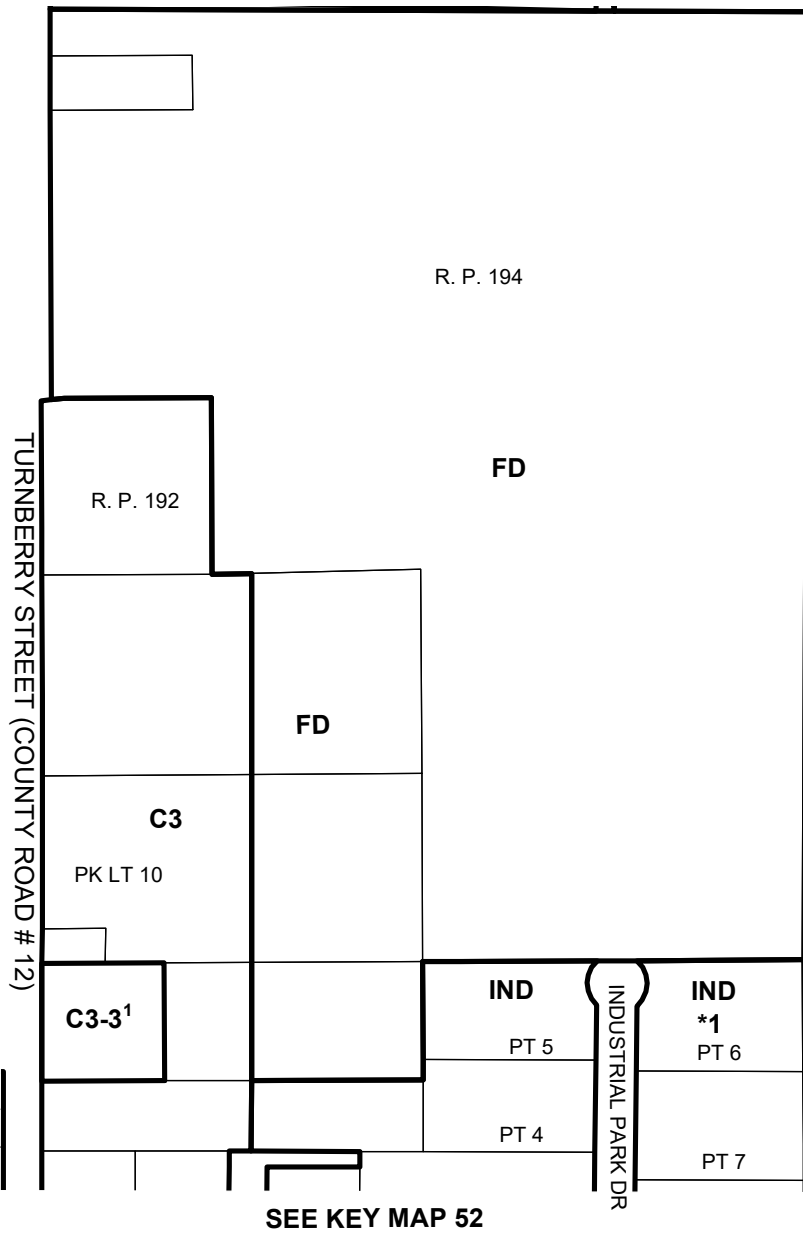 R. P. 194
FD
R. P. 192
TURNBERRY STREET (COUNTY ROAD # 12)
FD
C3
PK LT 10
C3-3¹
IND
PT 5
INDUSTRIAL PARK DR
IND
*1
PT 6
PT 4
PT 7
SEE KEY MAP 52